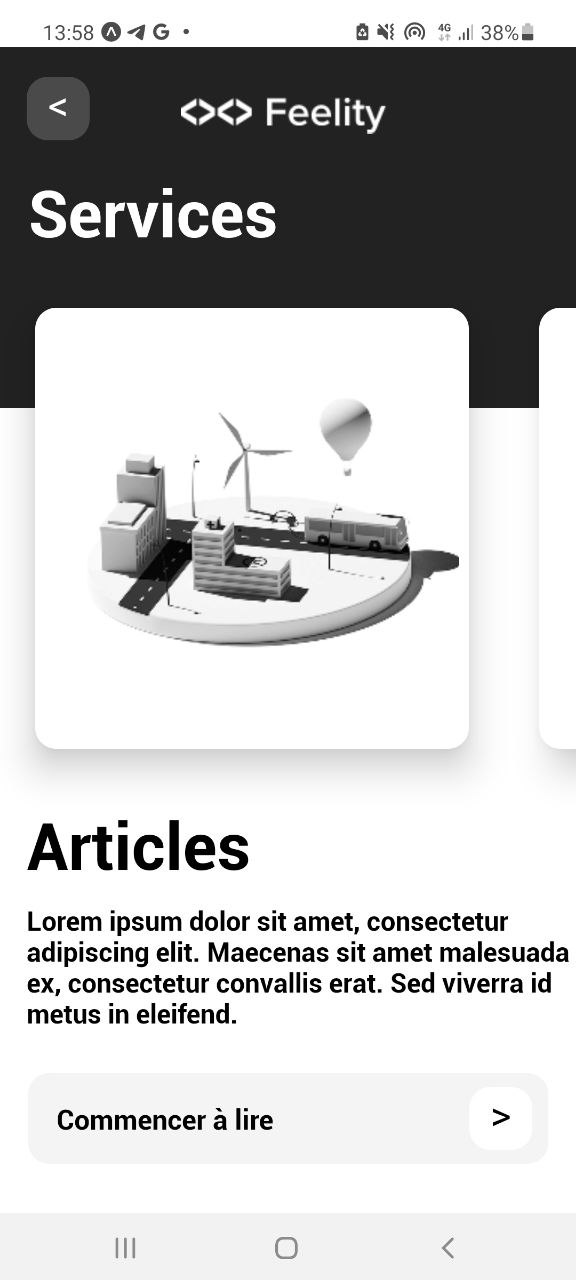 13:58
4G
38%
<
Feelity
Services
Articles
Lorem ipsum dolor sit amet, consectetur
adipiscing elit. Maecenas sit amet malesuada
ex, consectetur convallis erat. Sed viverra id
metus in eleifend.
Commencer à lire
>